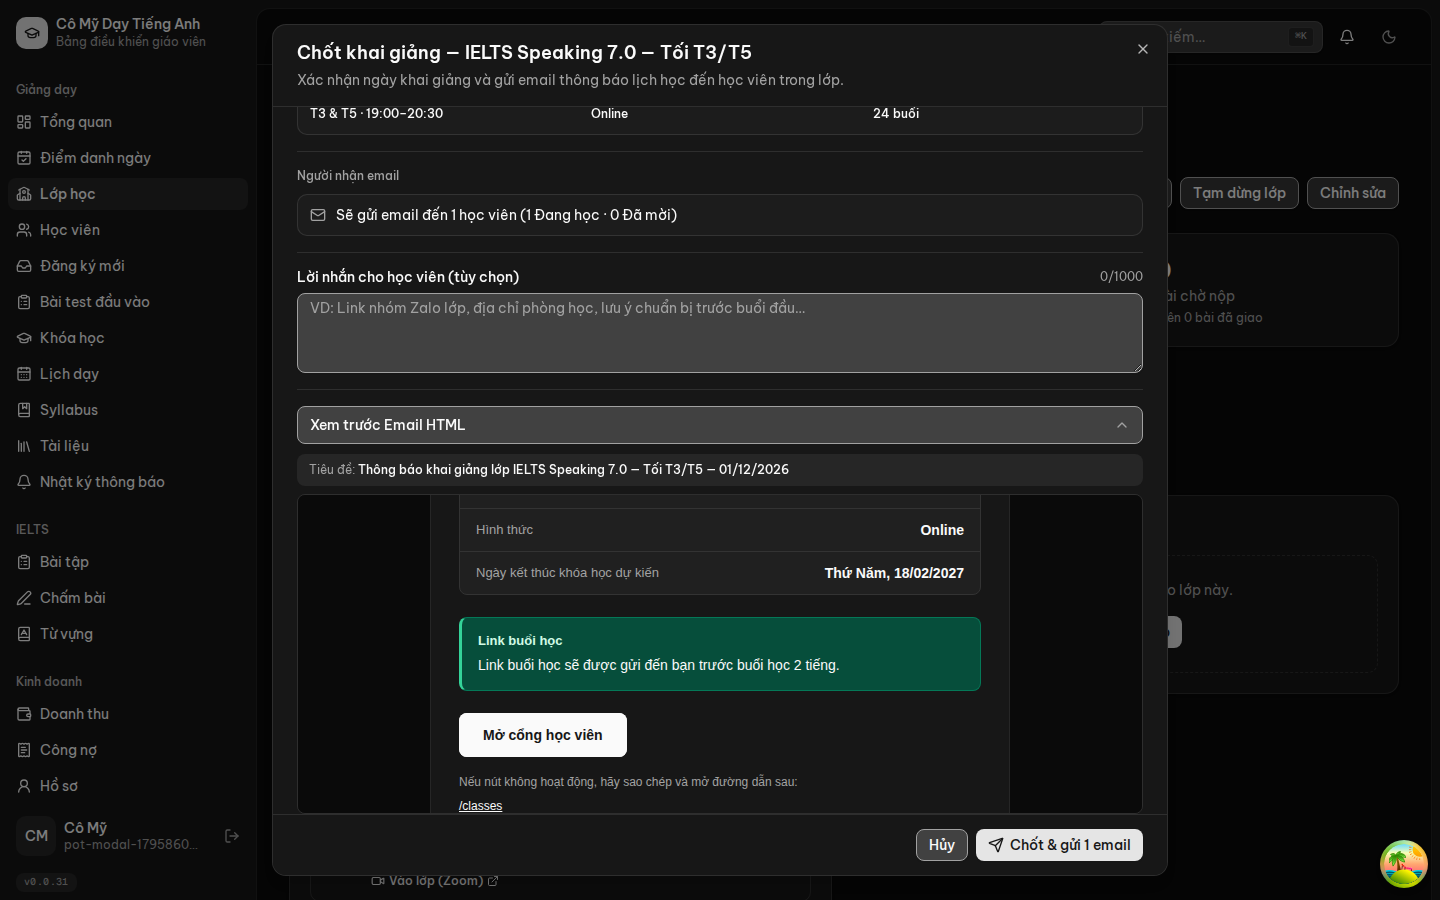 Cô Mỹ Dạy Tiếng Anh
Bảng điều khiển giáo viên
Giảng dạy
Tổng quan
Điểm danh ngày
Lớp học
Học viên
Đăng ký mới
Bài test đầu vào
Khóa học
Lịch dạy
Syllabus
Tài liệu
Nhật ký thông báo
IELTS
Bài tập
Chấm bài
Từ vựng
Kinh doanh
Doanh thu
Công nợ
Hồ sơ
CM
Cô Mỹ
pot-modal-1795860...
v0.0.31
Chốt khai giảng — IELTS Speaking 7.0 — Tối T3/T5
Xác nhận ngày khai giảng và gửi email thông báo lịch học đến học viên trong lớp.
T3 & T5 · 19:00–20:30
Online
24 buổi
Người nhận email
Sẽ gửi email đến 1 học viên (1 Đang học · 0 Đã mời)
Lời nhắn cho học viên (tùy chọn)
0/1000
VD: Link nhóm Zalo lớp, địa chỉ phòng học, lưu ý chuẩn bị trước buổi đầu...
Xem trước Email HTML
Tiêu đề: Thông báo khai giảng lớp IELTS Speaking 7.0 — Tối T3/T5 — 01/12/2026
Hình thức
Online
Ngày kết thúc khóa học dự kiến
Thứ Năm, 18/02/2027
Link buổi học
Link buổi học sẽ được gửi đến bạn trước buổi học 2 tiếng.
Mở cổng học viên
Nếu nút không hoạt động, hãy sao chép và mở đường dẫn sau:
/classes
Hủy
Chốt & gửi 1 email
⌘K
Tạm dừng lớp
Chỉnh sửa
chờ nộp
0 bài đã giao
lớp này.
Vào lớp (Zoom)